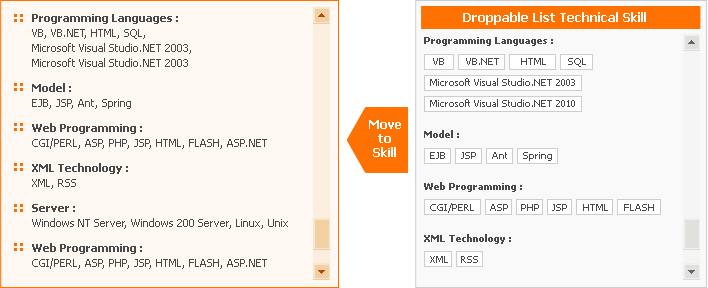 Programming Languages :
VB, VB.NET, HTML, SQL,
Microsoft Visual Studio.NET 2003,
Microsoft Visual Studio.NET 2003
Model :
EJB, JSP, Ant, Spring
Web Programming :
CGI/PERL, ASP, PHP, JSP, HTML, FLASH, ASP.NET
XML Technology :
XML, RSS
Server :
Windows NT Server, Windows 200 Server, Linux, Unix
Web Programming :
CGI/PERL, ASP, PHP, JSP, HTML, FLASH, ASP.NET
Move
to
Skill
Droppable List Technical Skill
Programming Languages :
VB VB.NET HTML SQL
Microsoft Visual Studio.NET 2003
Microsoft Visual Studio.NET 2010
Model :
EJB JSP Ant Spring
Web Programming :
CGI/PERL ASP PHP JSP HTML FLASH
XML Technology :
XML RSS